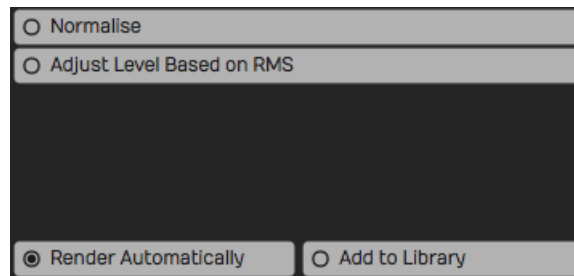 Normalise
Adjust Level Based on RMS
Render Automatically
Add to Library